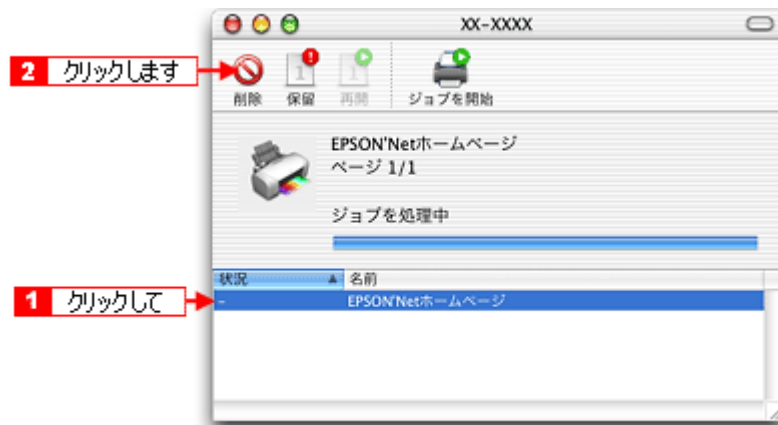 XX-XXXX
2 クリックします
削除 保留 再開 ジョブを開始
EPSON'Netホームページ
ページ 1/1
ジョブを処理中
状況 名前
1 クリックして
- EPSON'Netホームページ